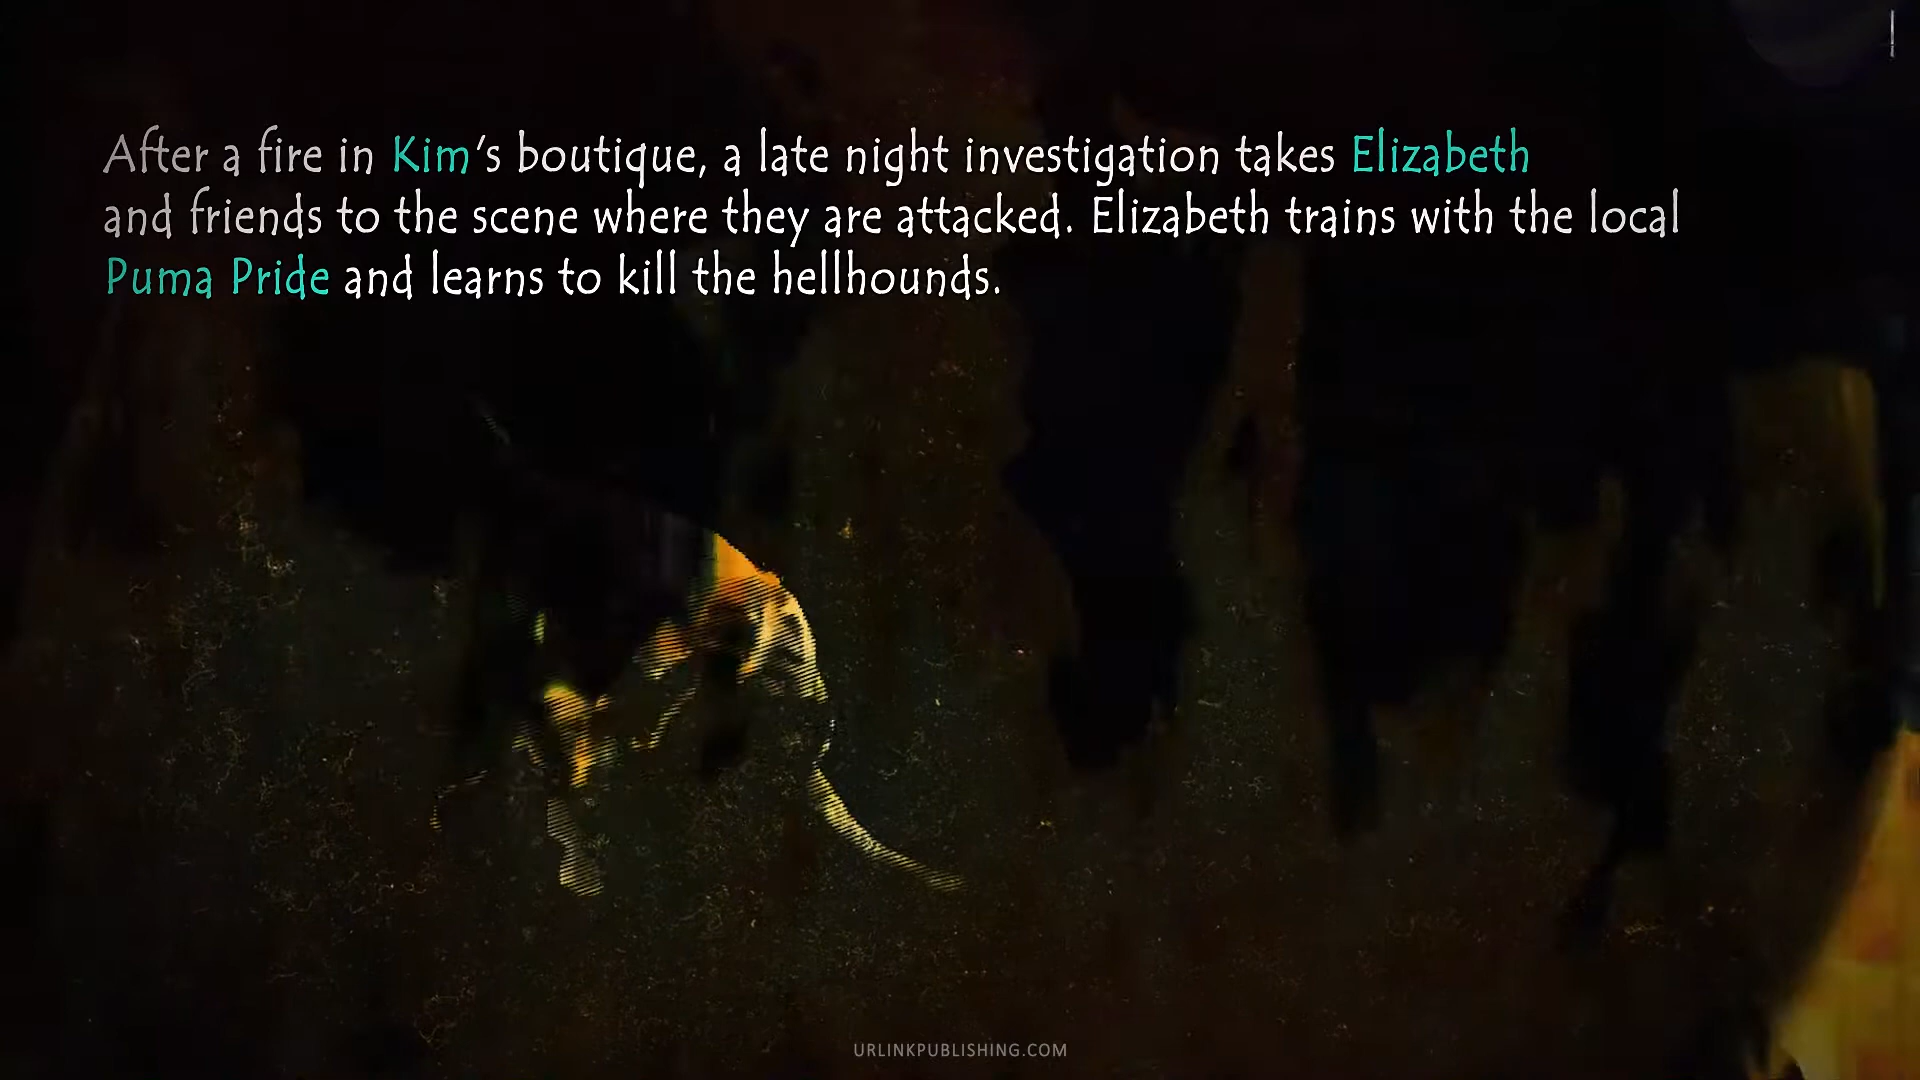 After a fire in Kim's boutique, a late night investigation takes Elizabeth
and friends to the scene where they are attacked. Elizabeth trains with the local
Puma Pride and learns to kill the hellhounds.
URLINKPUBLISHING.COM